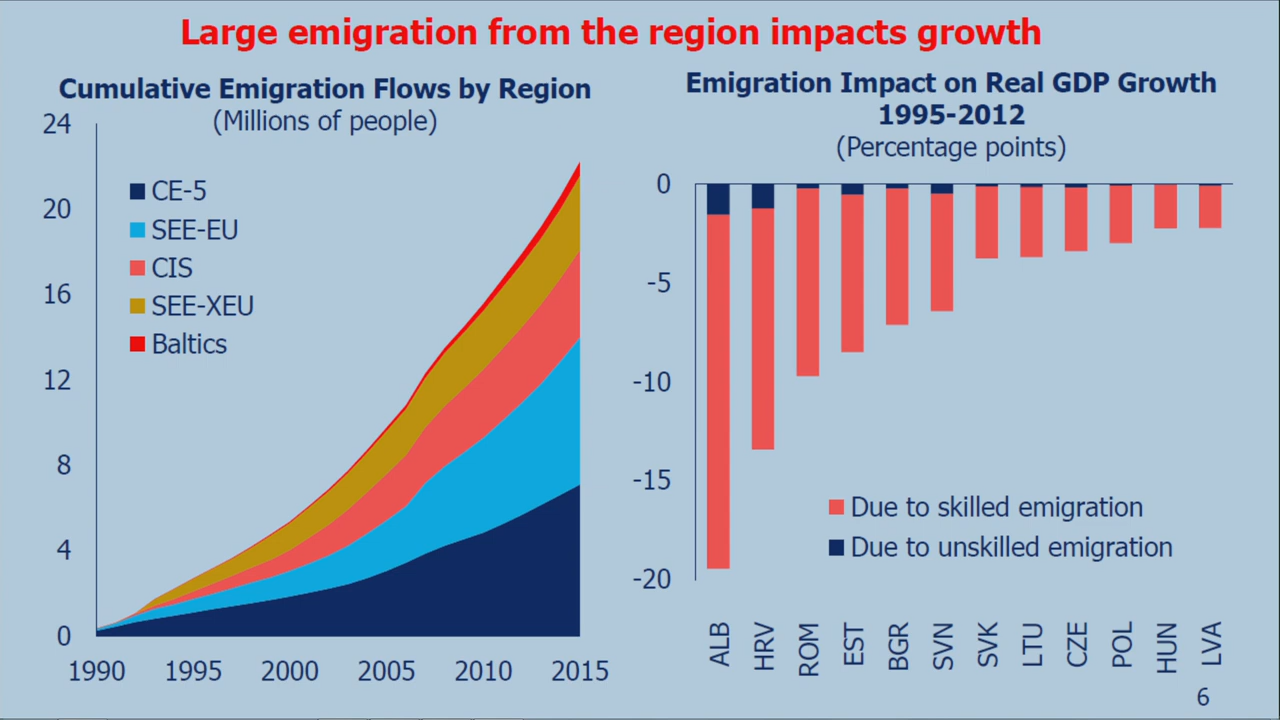 Large emigration from the region impacts growth
Cumulative Emigration Flows by Region
(Millions of people)
24
20
16
12
8
4
0
CE-5
SEE-EU
CIS
SEE-XEU
Baltics
1990 1995 2000 2005 2010 2015
Emigration Impact on Real GDP Growth
1995-2012
(Percentage points)
0
-5
-10
-15
-20
Due to skilled emigration
Due to unskilled emigration
ALB HRV ROM EST BGR SVN SVK LTU CZE POL HUN LVA
6